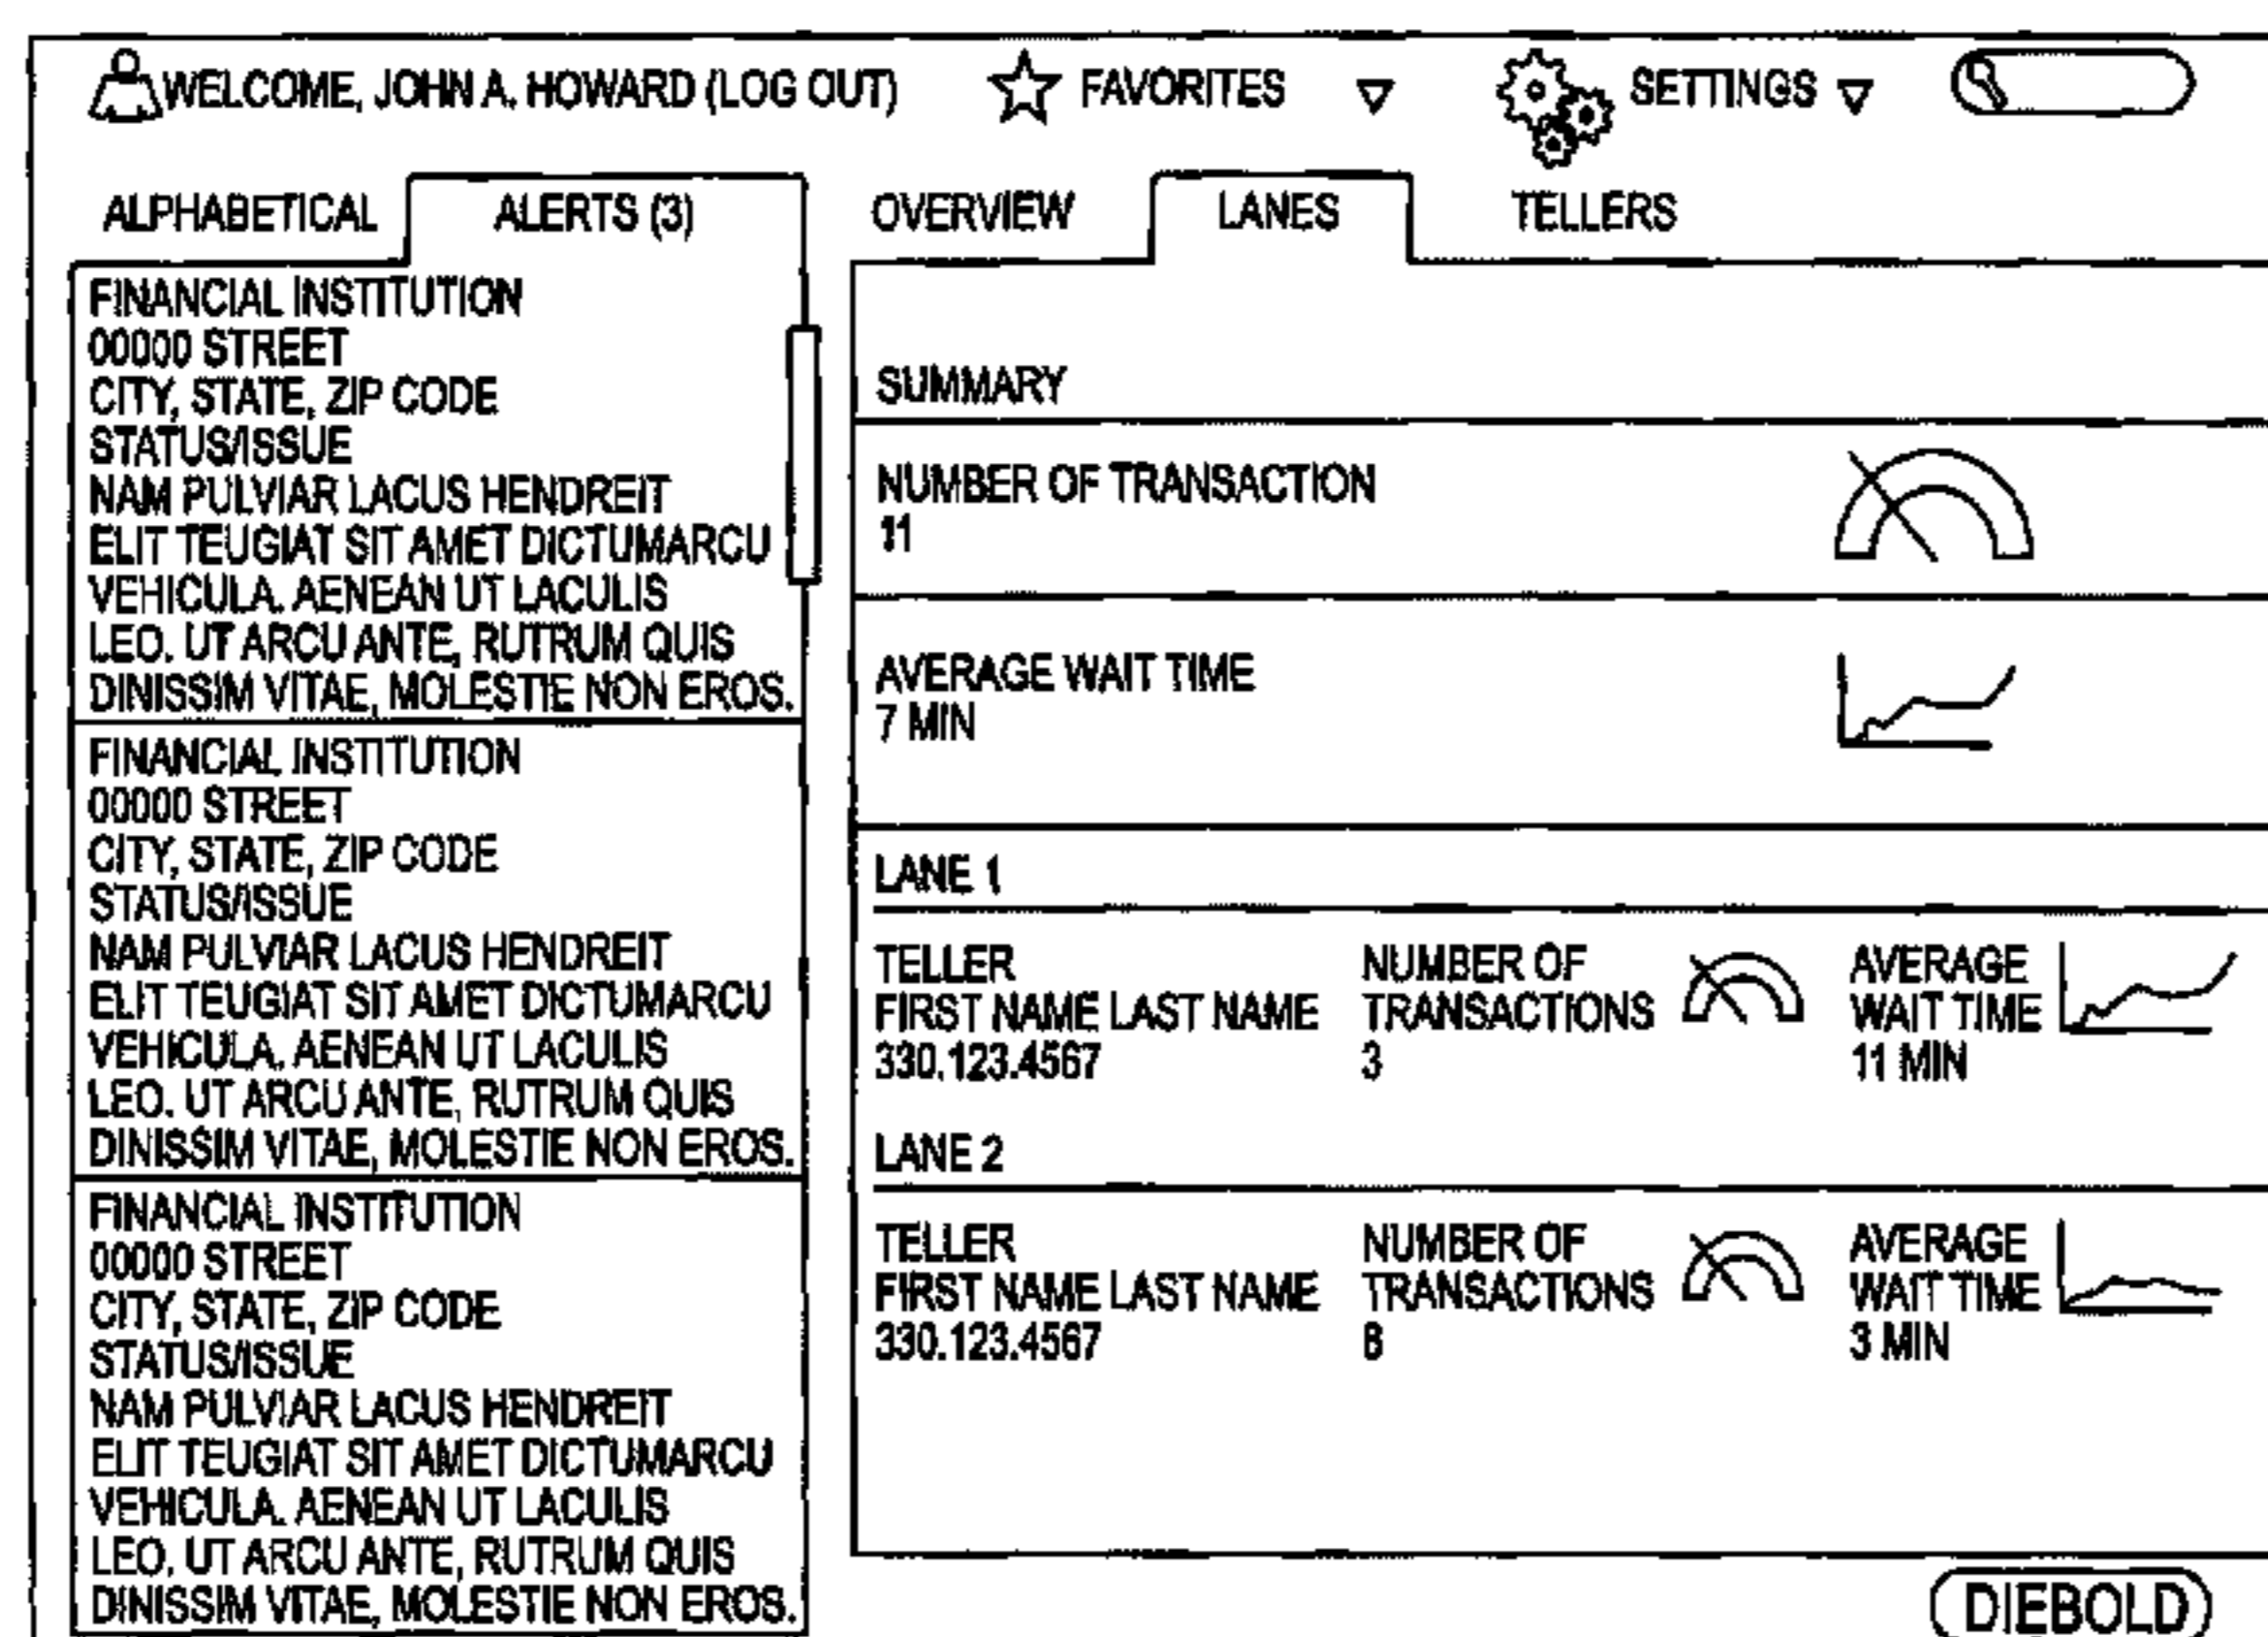 WELCOME, JOHN A. HOWARD (LOG OUT) FAVORITES SETTINGS
ALPHABETICAL ALERTS (3)
FINANCIAL INSTITUTION
00000 STREET
CITY, STATE, ZIP CODE
STATUS/ISSUE
NAM PULVIAR LACUS HENDREIT
ELIT TEUGIAT SIT AMET DICTUMARCU
VEHICULA. AENEAN UT LACULIS
LEO. UT ARCU ANTE, RUTRUM QUIS
DINISSIM VITAE, MOLESTIE NON EROS.
FINANCIAL INSTITUTION
00000 STREET
CITY, STATE, ZIP CODE
STATUS/ISSUE
NAM PULVIAR LACUS HENDREIT
ELIT TEUGIAT SIT AMET DICTUMARCU
VEHICULA. AENEAN UT LACULIS
LEO. UT ARCU ANTE, RUTRUM QUIS
DINISSIM VITAE, MOLESTIE NON EROS.
FINANCIAL INSTITUTION
00000 STREET
CITY, STATE, ZIP CODE
STATUS/ISSUE
NAM PULVIAR LACUS HENDREIT
ELIT TEUGIAT SIT AMET DICTUMARCU
VEHICULA. AENEAN UT LACULIS
LEO. UT ARCU ANTE, RUTRUM QUIS
DINISSIM VITAE, MOLESTIE NON EROS.
OVERVIEW LANES TELLERS
SUMMARY
NUMBER OF TRANSACTION
11
AVERAGE WAIT TIME
7 MIN
LANE 1
TELLER
FIRST NAME LAST NAME
330.123.4567
NUMBER OF
TRANSACTIONS
3
AVERAGE
WAIT TIME
11 MIN
LANE 2
TELLER
FIRST NAME LAST NAME
330.123.4567
NUMBER OF
TRANSACTIONS
8
AVERAGE
WAIT TIME
3 MIN
DIEBOLD